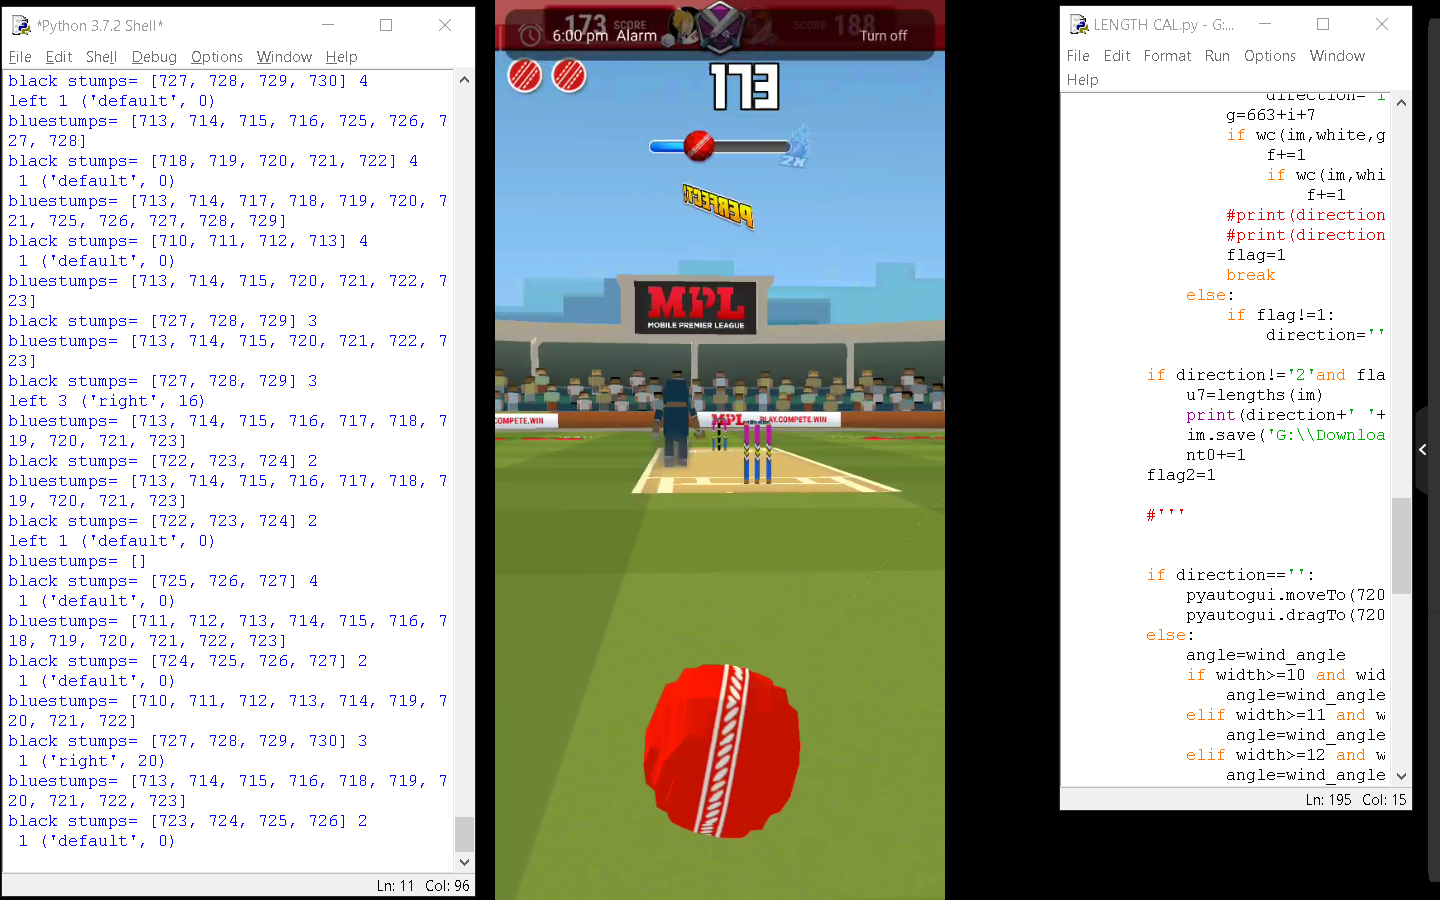 *Python 3.7.2 Shell*
File Edit Shell Debug Options Window Help
black stumps= [727, 728, 729, 730] 4
left 1 ('default', 0)
bluestumps= [713, 714, 715, 716, 725, 726, 7
27, 728]
black stumps= [718, 719, 720, 721, 722] 4
1 ('default', 0)
bluestumps= [713, 714, 717, 718, 719, 720, 7
21, 725, 726, 727, 728, 729]
black stumps= [710, 711, 712, 713] 4
1 ('default', 0)
bluestumps= [713, 714, 715, 720, 721, 722, 7
23]
black stumps= [727, 728, 729] 3
bluestumps= [713, 714, 715, 720, 721, 722, 7
23]
black stumps= [727, 728, 729] 3
left 3 ('right', 16)
bluestumps= [713, 714, 715, 716, 717, 718, 7
19, 720, 721, 723]
black stumps= [722, 723, 724] 2
bluestumps= [713, 714, 715, 716, 717, 718, 7
19, 720, 721, 723]
black stumps= [722, 723, 724] 2
left 1 ('default', 0)
bluestumps= []
black stumps= [725, 726, 727] 4
1 ('default', 0)
bluestumps= [711, 712, 713, 714, 715, 716, 7
18, 719, 720, 721, 722, 723]
black stumps= [724, 725, 726, 727] 2
1 ('default', 0)
bluestumps= [710, 711, 712, 713, 714, 719, 7
20, 721, 722]
black stumps= [727, 728, 729, 730] 3
1 ('right', 20)
bluestumps= [713, 714, 715, 716, 718, 719, 7
20, 721, 722, 723]
black stumps= [723, 724, 725, 726] 2
1 ('default', 0)
Ln: 11 Col: 96
173 SCORE SCORE 188
6:00 pm Alarm Turn off
173
2X
PERFECT!
MPL
MOBILE PREMIER LEAGUE
COMPETE.WIN
MPL PLAY.COMPETE.WIN
LENGTH CAL.py - G:...
File Edit Format Run Options Window
Help
direction='i
g=663+i+7
if wc(im,white,g
f+=1
if wc(im,whi
f+=1
#print(direction
#print(direction
flag=1
break
else:
if flag!=1:
direction=''
if direction!='2'and fla
u7=lengths(im)
print(direction+' '+
im.save('G:\\Downloa
nt0+=1
flag2=1
#'''
if direction=='':
pyautogui.moveTo(720
pyautogui.dragTo(720
else:
angle=wind_angle
if width>=10 and wid
angle=wind_angle
elif width>=11 and w
angle=wind_angle
elif width>=12 and w
angle=wind_angle
Ln: 195 Col: 15